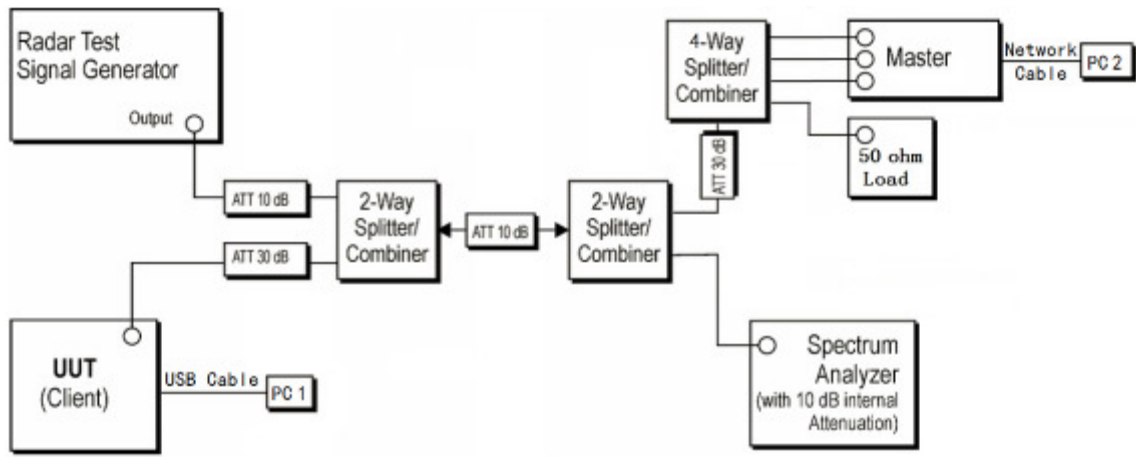 Radar Test
Signal Generator
Output
ATT 10 dB
ATT 30 dB
2-Way
Splitter/
Combiner
ATT 10 dB
2-Way
Splitter/
Combiner
4-Way
Splitter/
Combiner
ATT 30 dB
Master
Network
Cable
PC 2
50 ohm
Load
UUT
(Client)
USB Cable
PC 1
Spectrum
Analyzer
(with 10 dB internal
Attenuation)